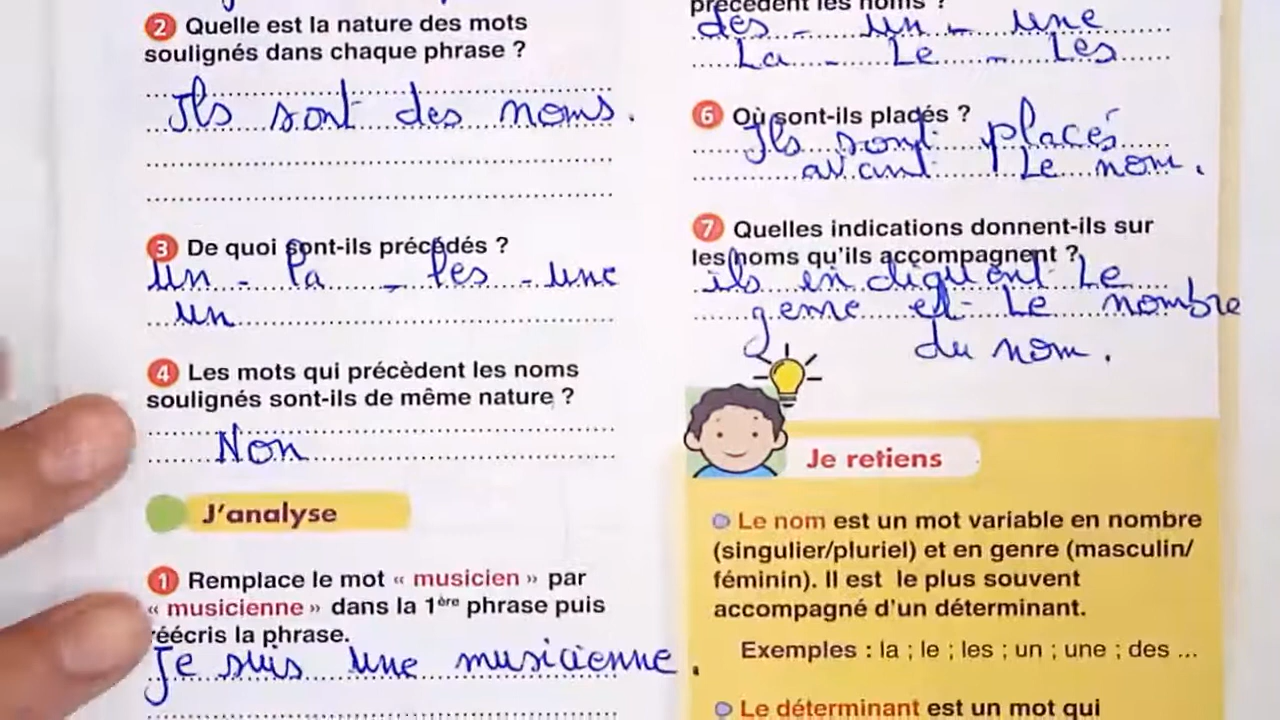 2 Quelle est la nature des mots
soulignés dans chaque phrase ?
Ils sont des noms.
3 De quoi sont-ils précédés ?
un - la - les - une
un
4 Les mots qui précèdent les noms
soulignés sont-ils de même nature ?
Non
J'analyse
1 Remplace le mot « musicien » par
« musicienne » dans la 1ère phrase puis
réécris la phrase.
Je suis une musicienne.
précèdent les noms ?
des - un - une
La - Le - Les
6 Où sont-ils placés ?
Ils sont placés
avant le nom.
7 Quelles indications donnent-ils sur
les noms qu'ils accompagnent ?
ils indiquent Le
genre et Le nombre
du nom.
Je retiens
Le nom est un mot variable en nombre
(singulier/pluriel) et en genre (masculin/
féminin). Il est le plus souvent
accompagné d'un déterminant.
Exemples : la ; le ; les ; un ; une ; des ...
Le déterminant est un mot qui